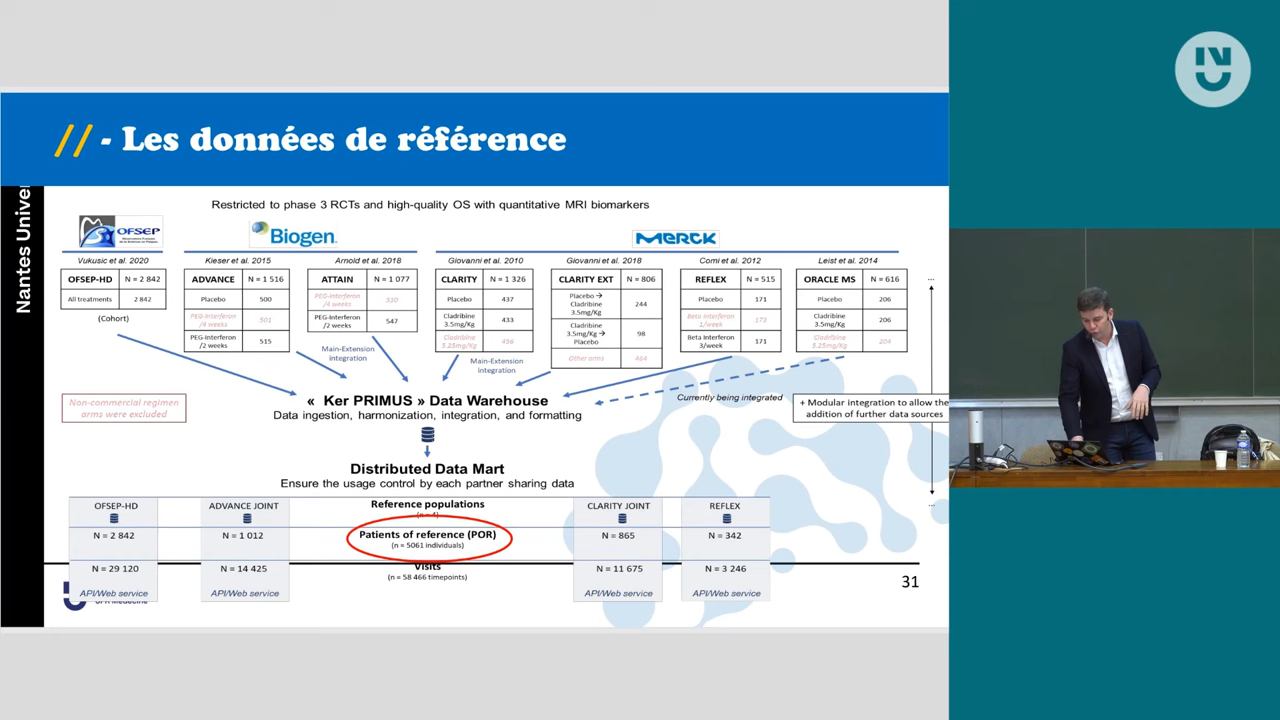 // - Les données de référence
Nantes Univer
Restricted to phase 3 RCTs and high-quality OS with quantitative MRI biomarkers
OFSEP
Biogen.
MERCK
Vukusic et al. 2020
Kieser et al. 2015
Arnold et al. 2018
Giovanni et al. 2010
Giovanni et al. 2018
Comi et al. 2012
Leist et al. 2014
OFSEP-HD N = 2 842
All treatments 2 842
(Cohort)
ADVANCE N = 1 516
Placebo 500
PEG-Interferon /4 weeks 501
PEG-Interferon /2 weeks 515
ATTAIN N = 1 077
PEG-Interferon /4 weeks 530
PEG-Interferon /2 weeks 547
CLARITY N = 1 326
Placebo 437
Cladribine 3.5mg/Kg 433
Cladribine 5.25mg/Kg 456
CLARITY EXT N = 806
Placebo → Cladribine 3.5mg/Kg 244
Cladribine 3.5mg/Kg → Placebo 98
Other arms 464
REFLEX N = 515
Placebo 171
Beta Interferon 1/week 173
Beta Interferon 3/week 171
ORACLE MS N = 616
Placebo 206
Cladribine 3.5mg/Kg 206
Cladribine 5.25mg/Kg 204
...
Main-Extension
integration
Main-Extension
integration
Non-commercial regimen
arms were excluded
« Ker PRIMUS » Data Warehouse
Data ingestion, harmonization, integration, and formatting
Currently being integrated
+ Modular integration to allow the
addition of further data sources
Distributed Data Mart
Ensure the usage control by each partner sharing data
OFSEP-HD
ADVANCE JOINT
Reference populations
CLARITY JOINT
REFLEX
...
N = 2 842
N = 1 012
Patients of reference (POR)
(n = 5061 individuals)
N = 865
N = 342
N = 29 120
N = 14 425
Visits
(n = 58 466 timepoints)
N = 11 675
N = 3 246
API/Web service
API/Web service
API/Web service
API/Web service
31